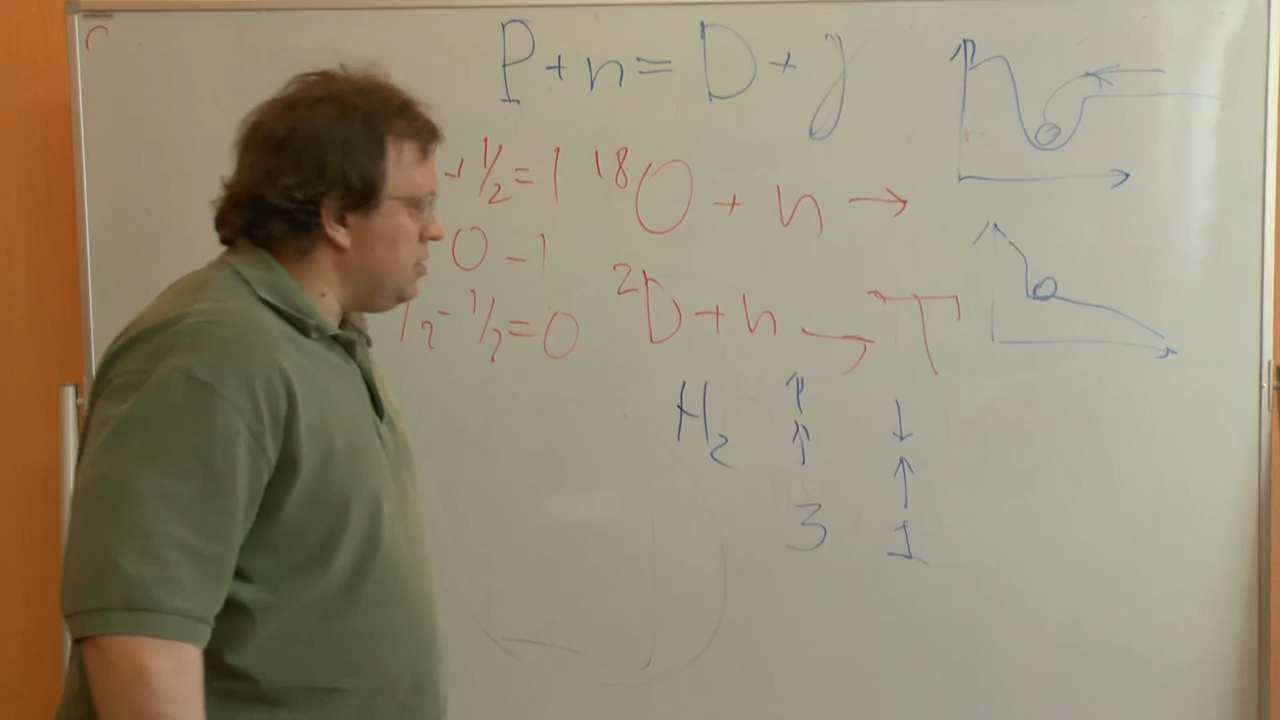 P + n = D + γ
+ 1/2 = 1
¹⁸O + n →
0 - 1
1/2 - 1/2 = 0
²D + n → T
H₂ ↑ ↓
↑ ↑
3 1